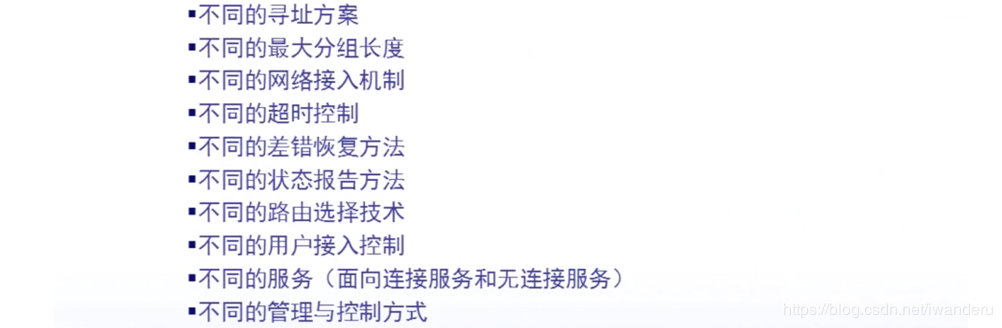 ▪不同的寻址方案
▪不同的最大分组长度
▪不同的网络接入机制
▪不同的超时控制
▪不同的差错恢复方法
▪不同的状态报告方法
▪不同的路由选择技术
▪不同的用户接入控制
▪不同的服务（面向连接服务和无连接服务）
▪不同的管理与控制方式
https://blog.csdn.net/iwanderu